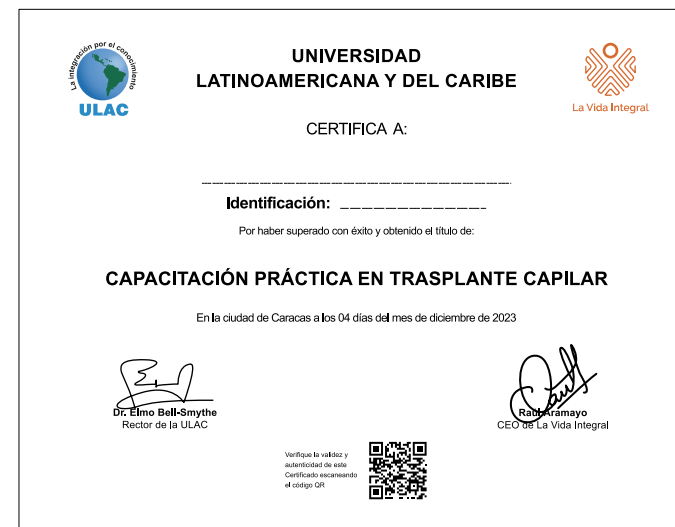 La integración por el conocimiento
ULAC
UNIVERSIDAD
LATINOAMERICANA Y DEL CARIBE
La Vida Integral
CERTIFICA A:
Identificación:
Por haber superado con éxito y obtenido el título de:
CAPACITACIÓN PRÁCTICA EN TRASPLANTE CAPILAR
En la ciudad de Caracas a los 04 días del mes de diciembre de 2023
Dr. Elmo Bell-Smythe
Rector de la ULAC
Raúl Aramayo
CEO de La Vida Integral
Verifique la validez y
autenticidad de este
Certificado escaneando
el código QR